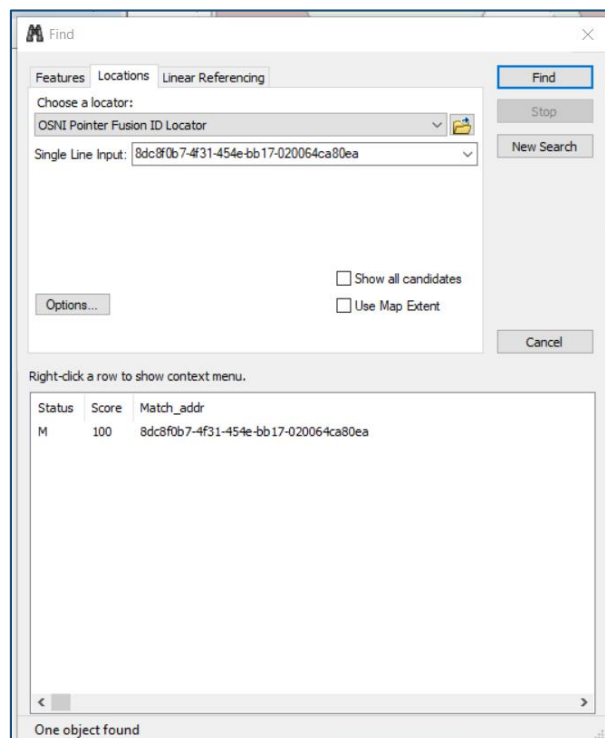 Find
Features Locations Linear Referencing
Find
Choose a locator:
Stop
OSNI Pointer Fusion ID Locator
Single Line Input: 8dc8f0b7-4f31-454e-bb17-020064ca80ea
New Search
Show all candidates
Options...
Use Map Extent
Cancel
Right-click a row to show context menu.
Status Score Match_addr
M 100 8dc8f0b7-4f31-454e-bb17-020064ca80ea
One object found